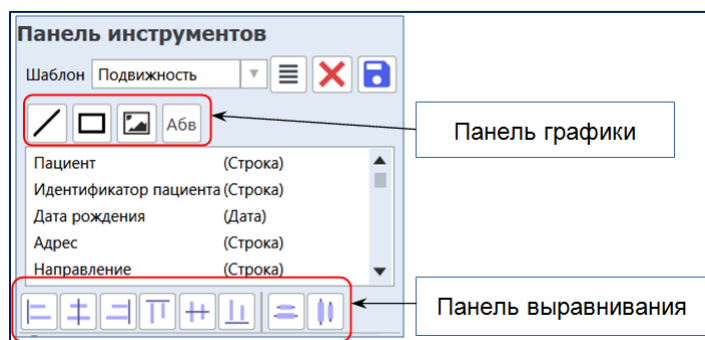 Панель инструментов
Шаблон Подвижность
Абв
Панель графики
Пациент (Строка)
Идентификатор пациента (Строка)
Дата рождения (Дата)
Адрес (Строка)
Направление (Строка)
Панель выравнивания